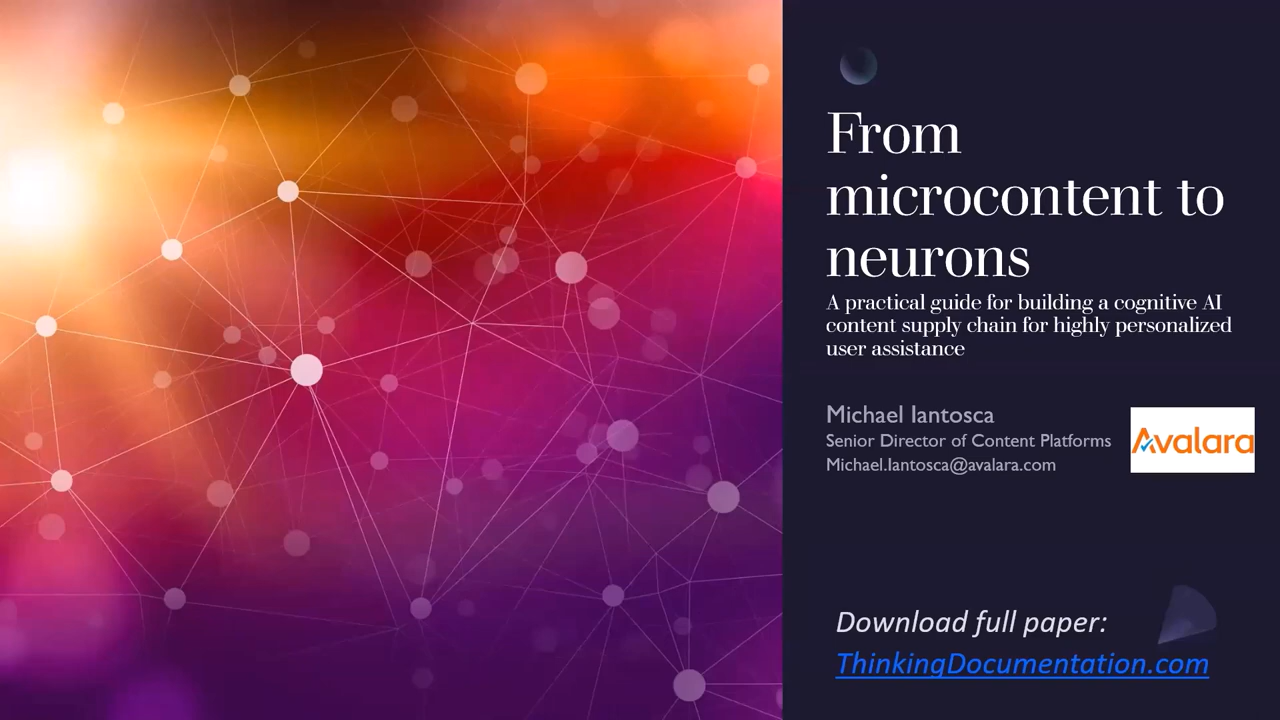 From
microcontent to
neurons
A practical guide for building a cognitive AI
content supply chain for highly personalized
user assistance
Michael Iantosca
Senior Director of Content Platforms
Michael.Iantosca@avalara.com
Avalara
Download full paper:
ThinkingDocumentation.com